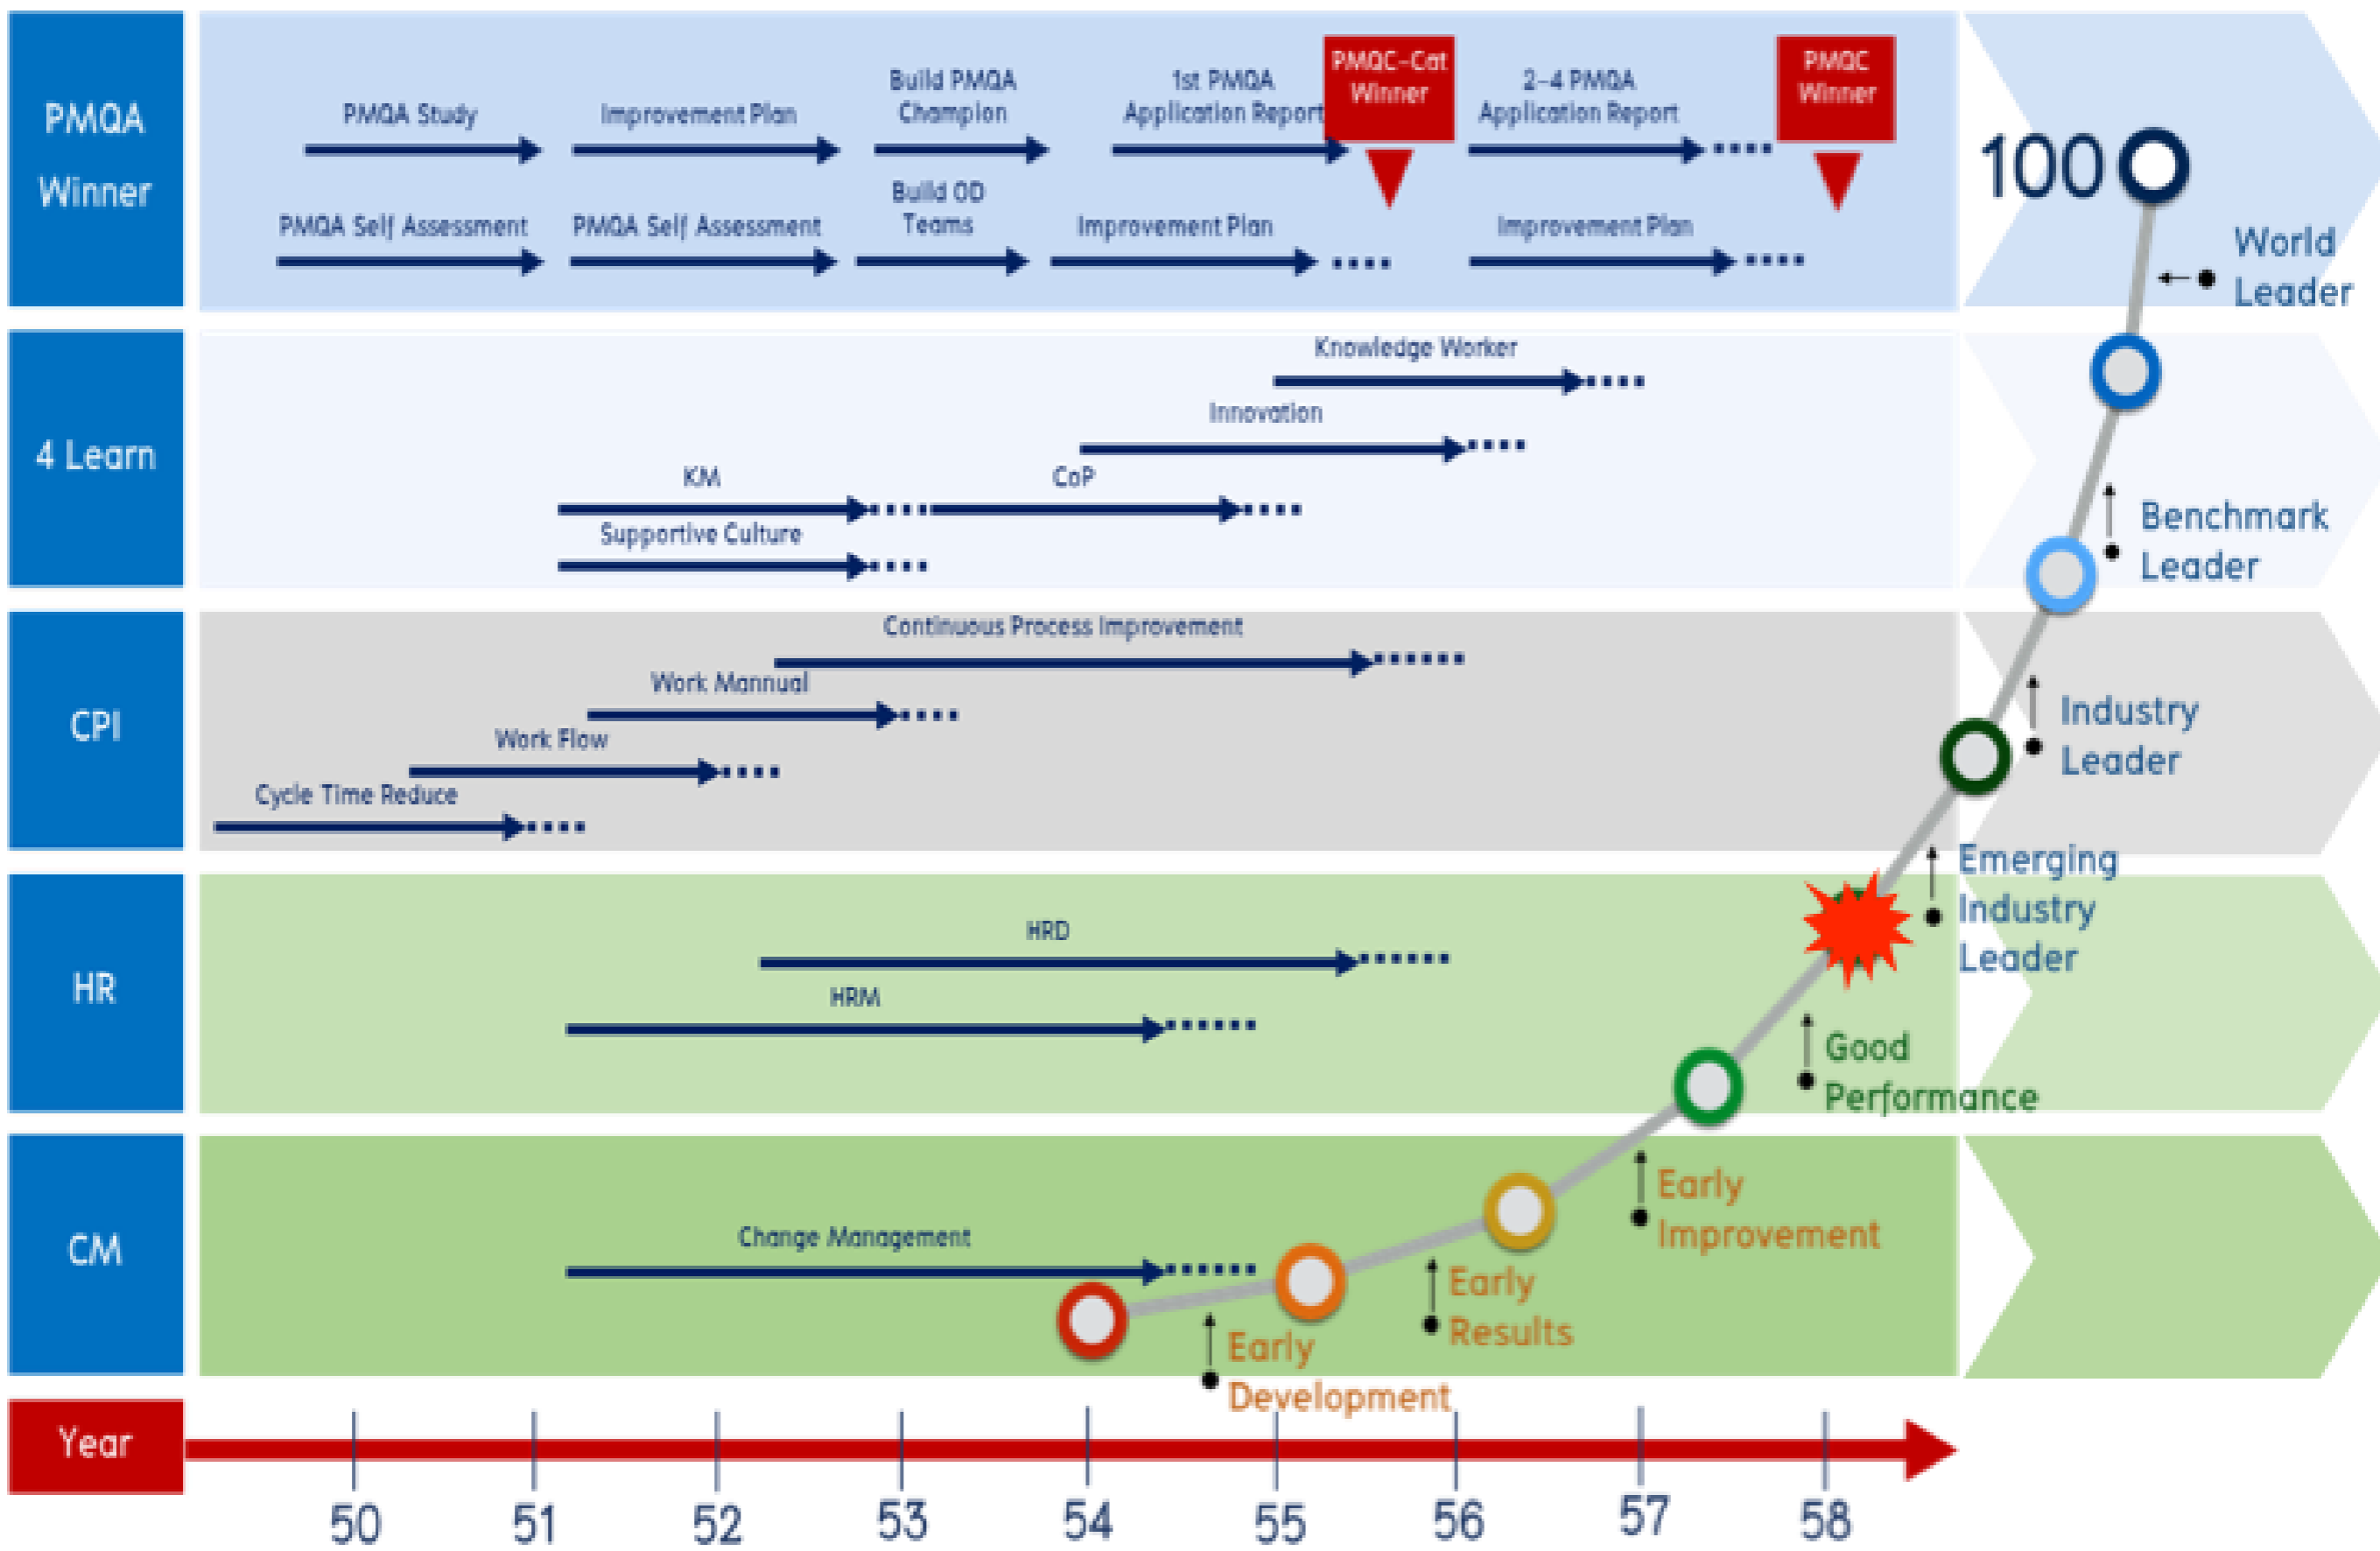 PMQA
Winner
PMQA Study
Improvement Plan
Build PMQA
Champion
1st PMQA
Application Report
PMQC-Cat
Winner
2-4 PMQA
Application Report
PMQC
Winner
PMQA Self Assessment
PMQA Self Assessment
Build OD
Teams
Improvement Plan
Improvement Plan
100
World
Leader
4 Learn
Knowledge Worker
Innovation
KM
CoP
Supportive Culture
Benchmark
Leader
CPI
Continuous Process Improvement
Work Mannual
Work Flow
Cycle Time Reduce
Industry
Leader
Emerging
Industry
Leader
HR
HRD
HRM
Good
Performance
CM
Change Management
Early
Improvement
Early
Results
Early
Development
Year
50 51 52 53 54 55 56 57 58